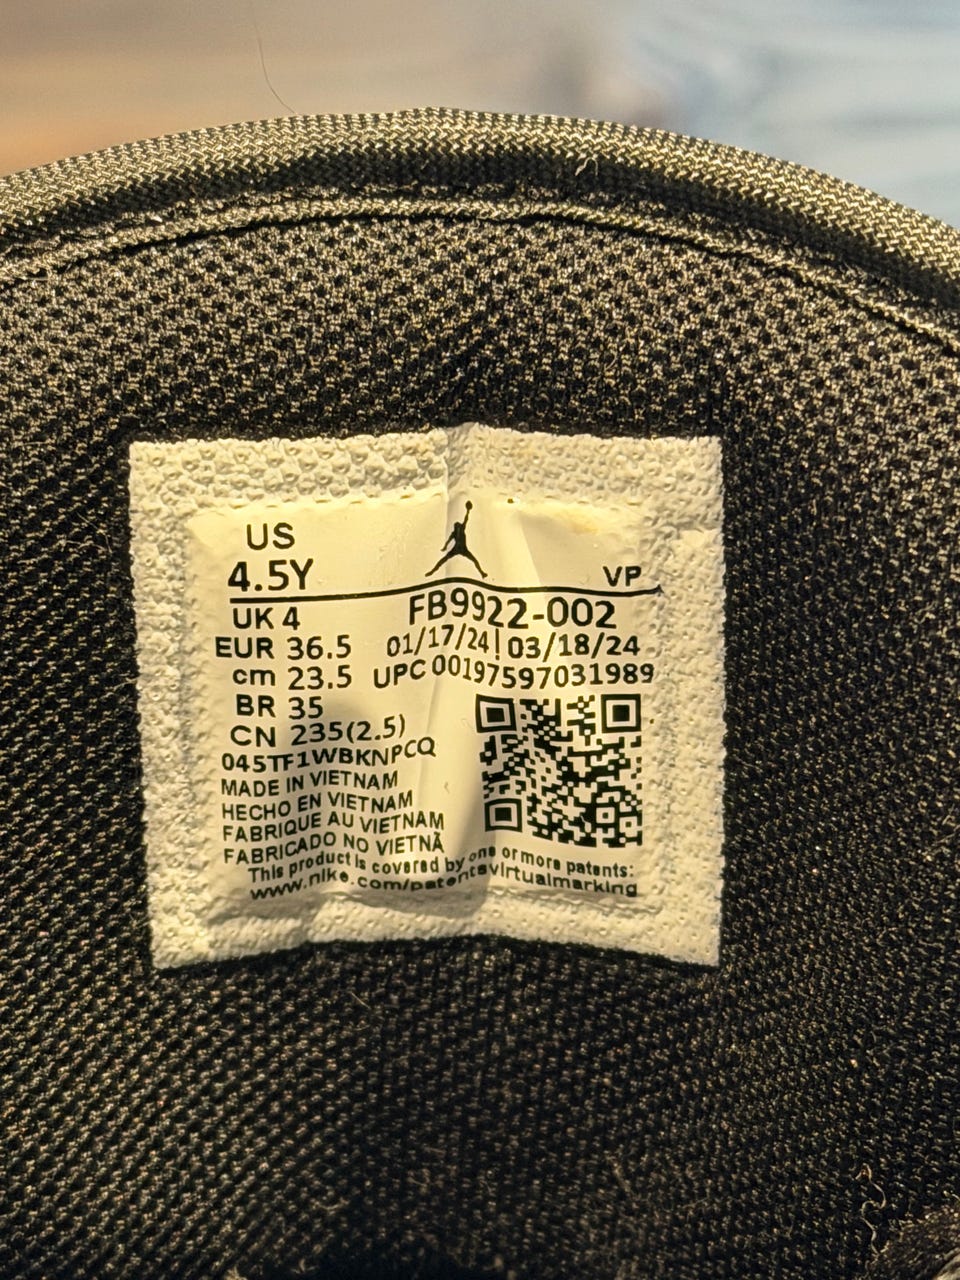 US
4.5Y VP
UK 4 FB9922-002
EUR 36.5 01/17/24|03/18/24
cm 23.5 UPC 00197597031989
BR 35
CN 235(2.5)
045TF1WBKNPCQ
MADE IN VIETNAM
HECHO EN VIETNAM
FABRIQUE AU VIETNAM
FABRICADO NO VIETNÃ
This product is covered by one or more patents:
www.nike.com/patentsvirtualmarking